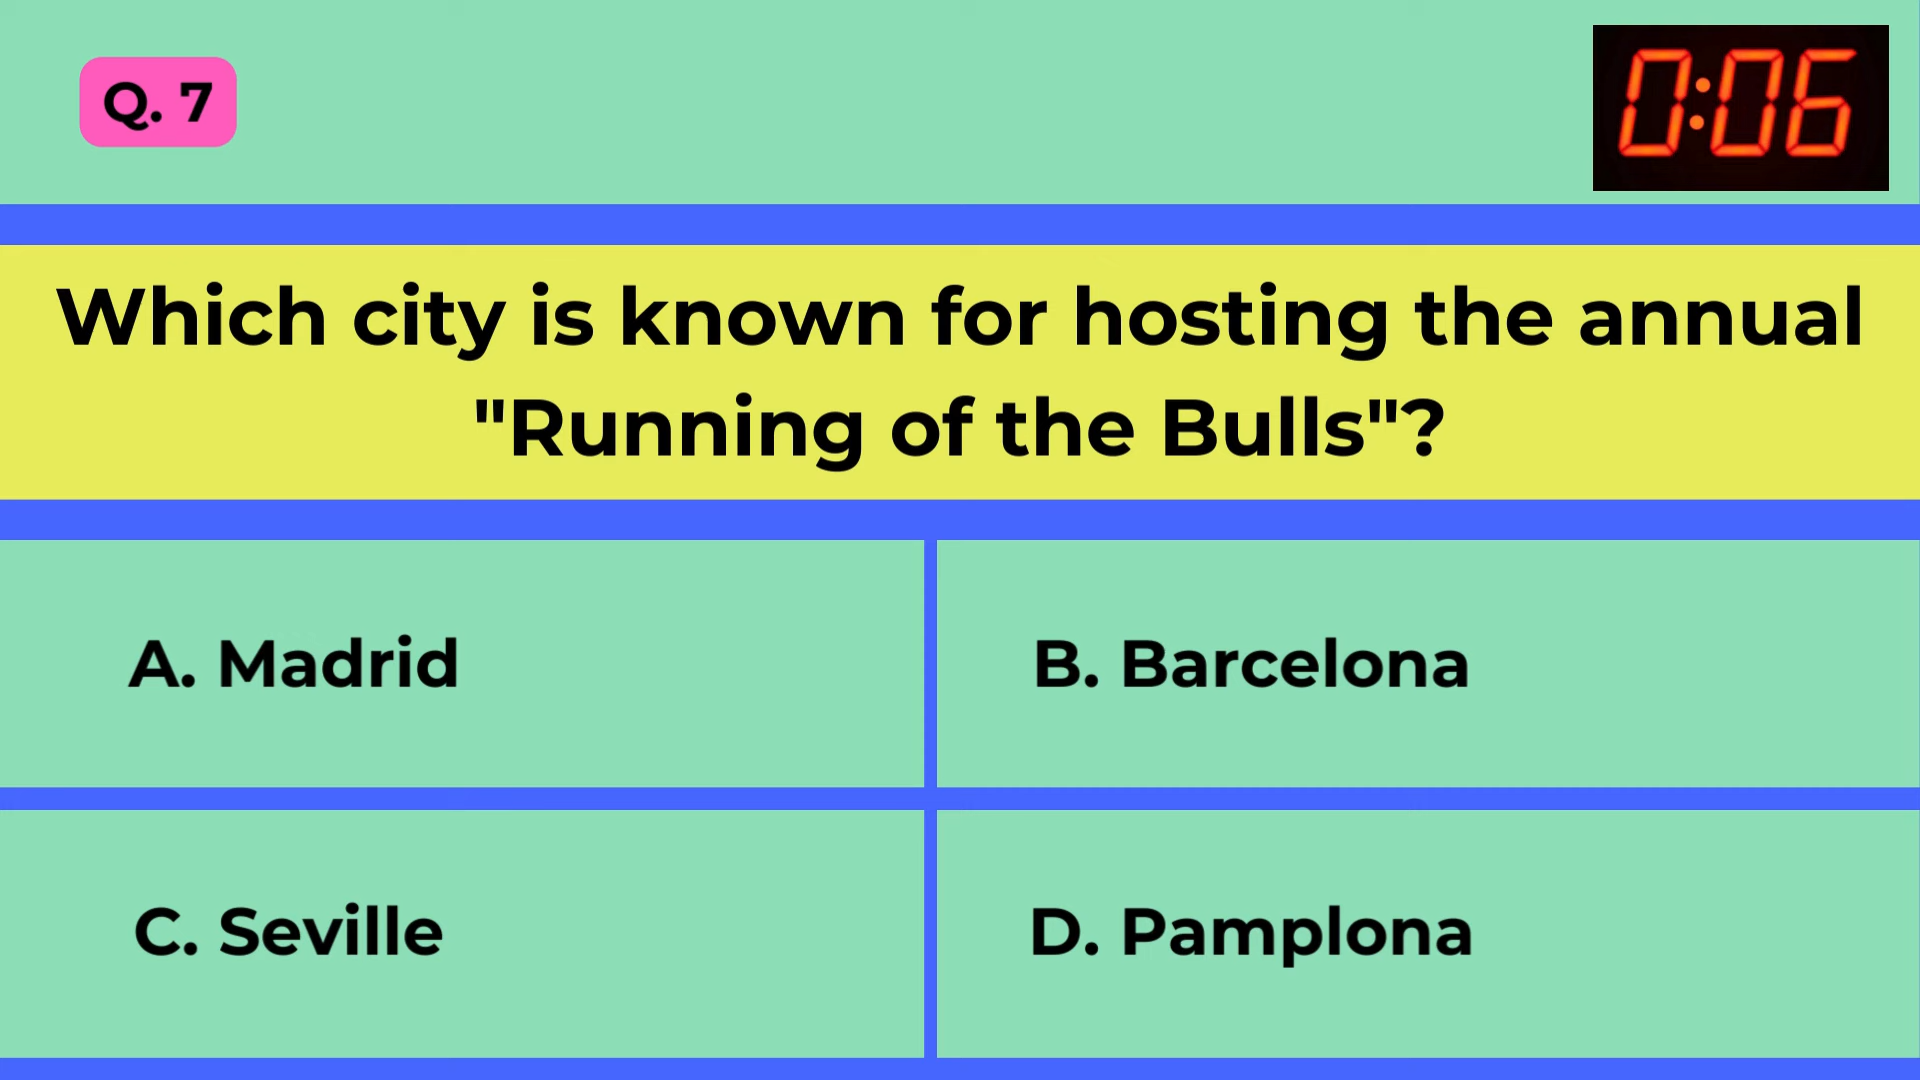 Q. 7
0:06
Which city is known for hosting the annual
"Running of the Bulls"?
A. Madrid
B. Barcelona
C. Seville
D. Pamplona